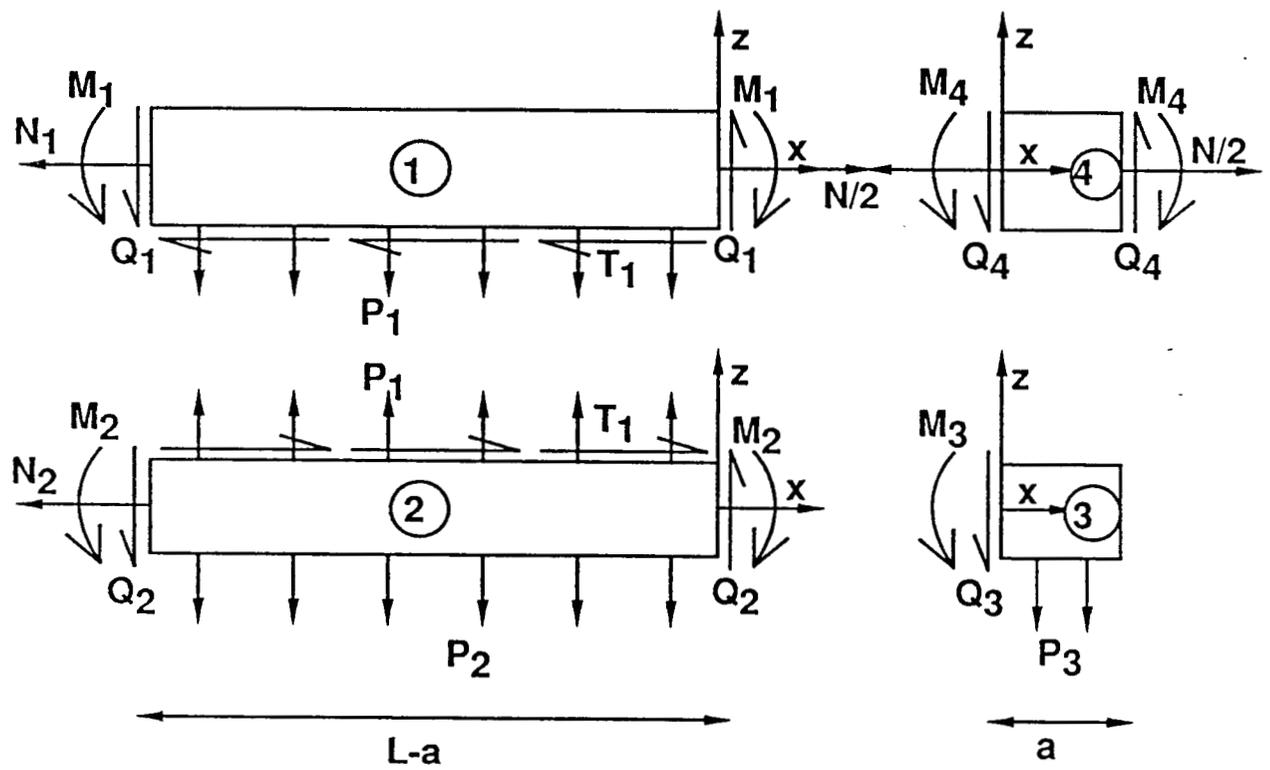 z z
M1 M1 M4 M4
N1 1 x x 4 N/2
N/2
Q1 T1 Q1 Q4 Q4
P1
P1 z z
M2 T1 M2 M3
N2 2 x x 3
Q2 Q2 Q3
P2 P3
L-a a